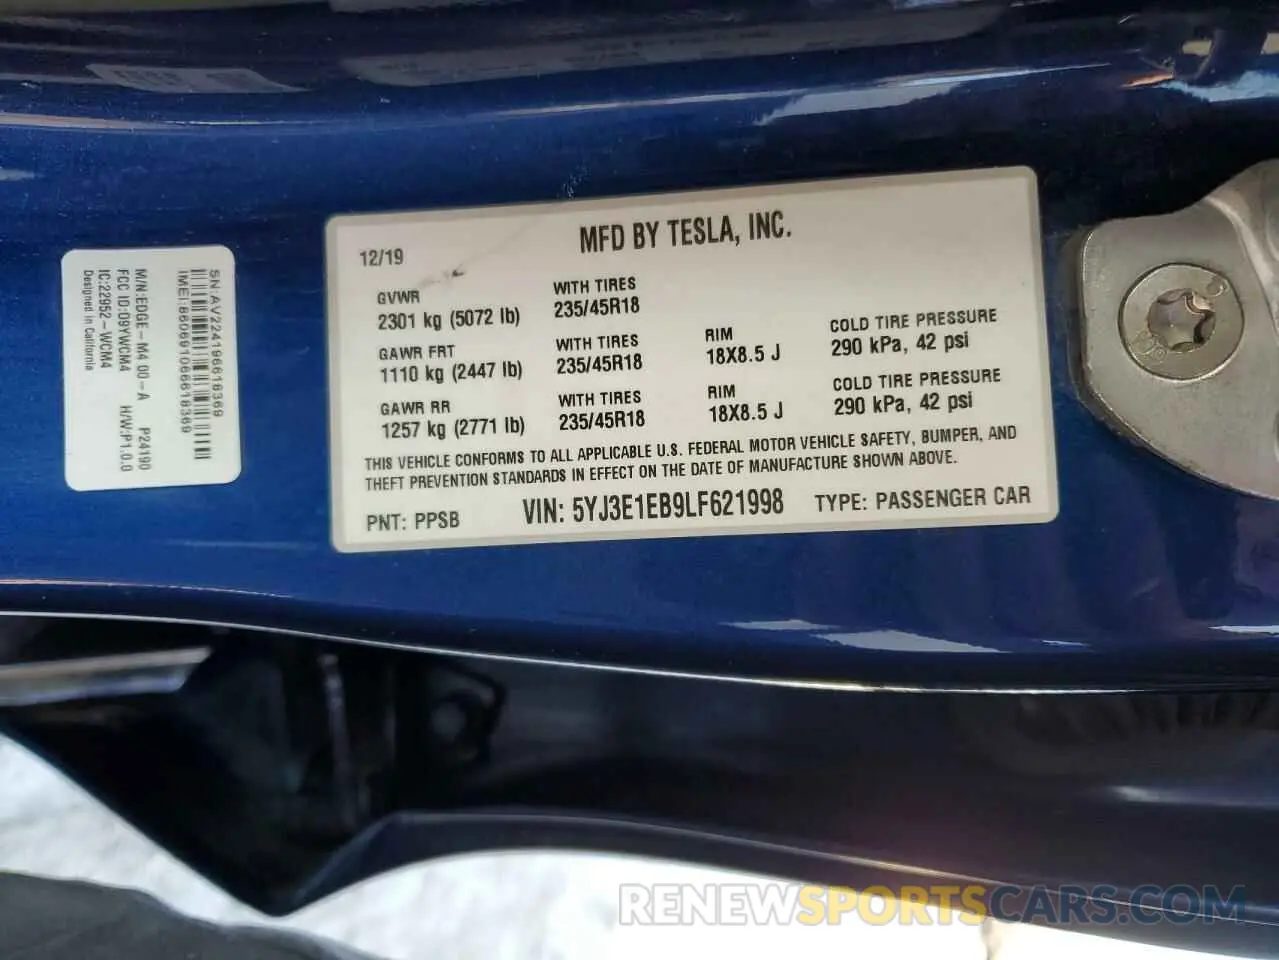 MFD BY TESLA, INC.
12/19
GVWR
2301 kg (5072 lb)
WITH TIRES
235/45R18
GAWR FRT
1110 kg (2447 lb)
WITH TIRES
235/45R18
RIM
18X8.5 J
COLD TIRE PRESSURE
290 kPa, 42 psi
GAWR RR
1257 kg (2771 lb)
WITH TIRES
235/45R18
RIM
18X8.5 J
COLD TIRE PRESSURE
290 kPa, 42 psi
THIS VEHICLE CONFORMS TO ALL APPLICABLE U.S. FEDERAL MOTOR VEHICLE SAFETY, BUMPER, AND
THEFT PREVENTION STANDARDS IN EFFECT ON THE DATE OF MANUFACTURE SHOWN ABOVE.
PNT: PPSB VIN: 5YJ3E1EB9LF621998 TYPE: PASSENGER CAR
SN:AV224196618369
IMEI:860691066618369
M/N:EDGE-M4 00-A P24190
FCC ID:09YWCM4 H/W:P1.0.0
IC:22952-WCM4
Designed in California
RENEWSPORTSCARS.COM